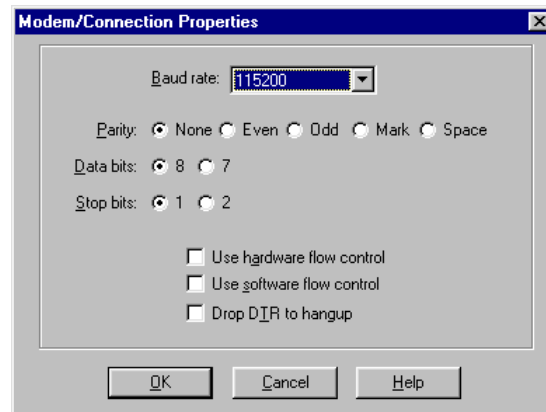 Modem/Connection Properties
Baud rate: 115200
Parity: None Even Odd Mark Space
Data bits: 8 7
Stop bits: 1 2
Use hardware flow control
Use software flow control
Drop DTR to hangup
OK Cancel Help